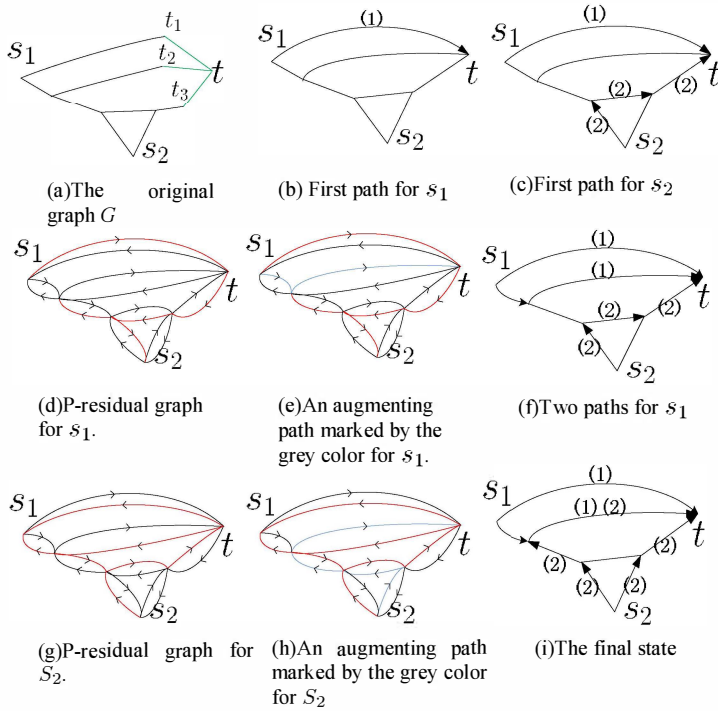 s1 t1 t2 t3 t s2
(a)The original
graph G
s1 (1) t s2
(b) First path for s1
s1 (1) (2) (2) (2) t s2
(c)First path for s2
s1 t s2
(d)P-residual graph
for s1.
s1 t s2
(e)An augmenting
path marked by the
grey color for s1.
s1 (1) (1) (2) (2) (2) t s2
(f)Two paths for s1
s1 t s2
(g)P-residual graph for
S2.
s1 t s2
(h)An augmenting path
marked by the grey color
for S2
s1 (1) (1) (2) (2) (2) (2) (2) t s2
(i)The final state